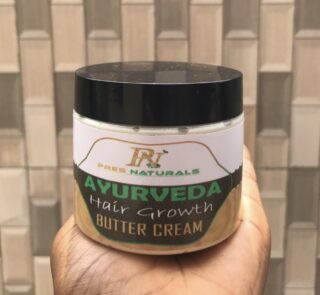 PN
PRES NATURALS
AYURVEDA
Hair Growth
BUTTER CREAM